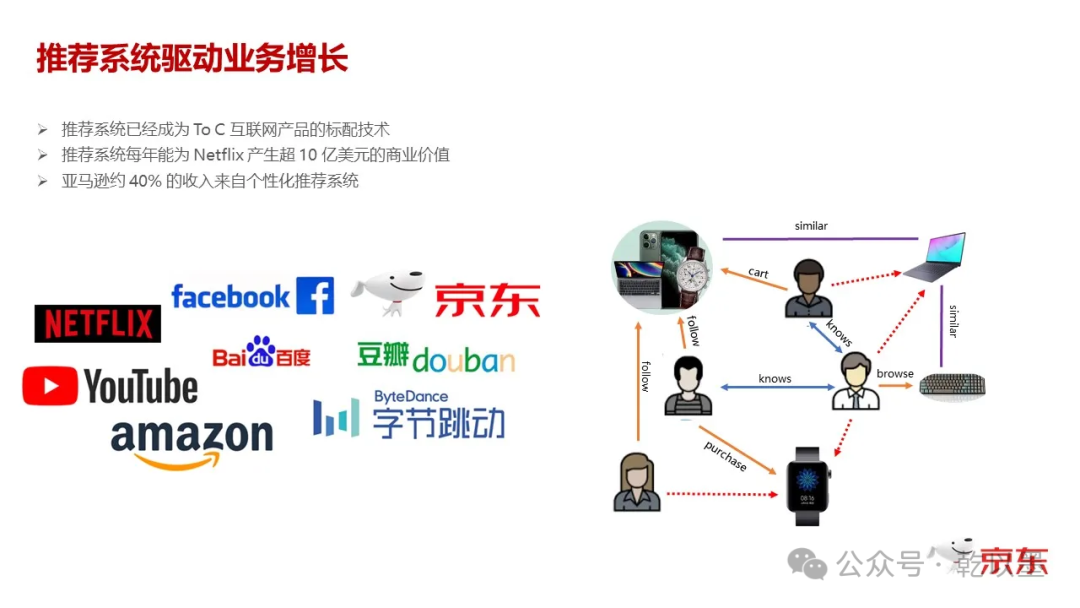 推荐系统驱动业务增长
推荐系统已经成为 To C 互联网产品的标配技术
推荐系统每年能为 Netflix 产生超 10 亿美元的商业价值
亚马逊约 40% 的收入来自个性化推荐系统
NETFLIX
facebook
京东
Bai du 百度
豆瓣 douban
YouTube
amazon
ByteDance
字节跳动
similar
cart
knows
similar
follow
follow
knows
browse
purchase
08:16
公众号 · 乾以墨
京东